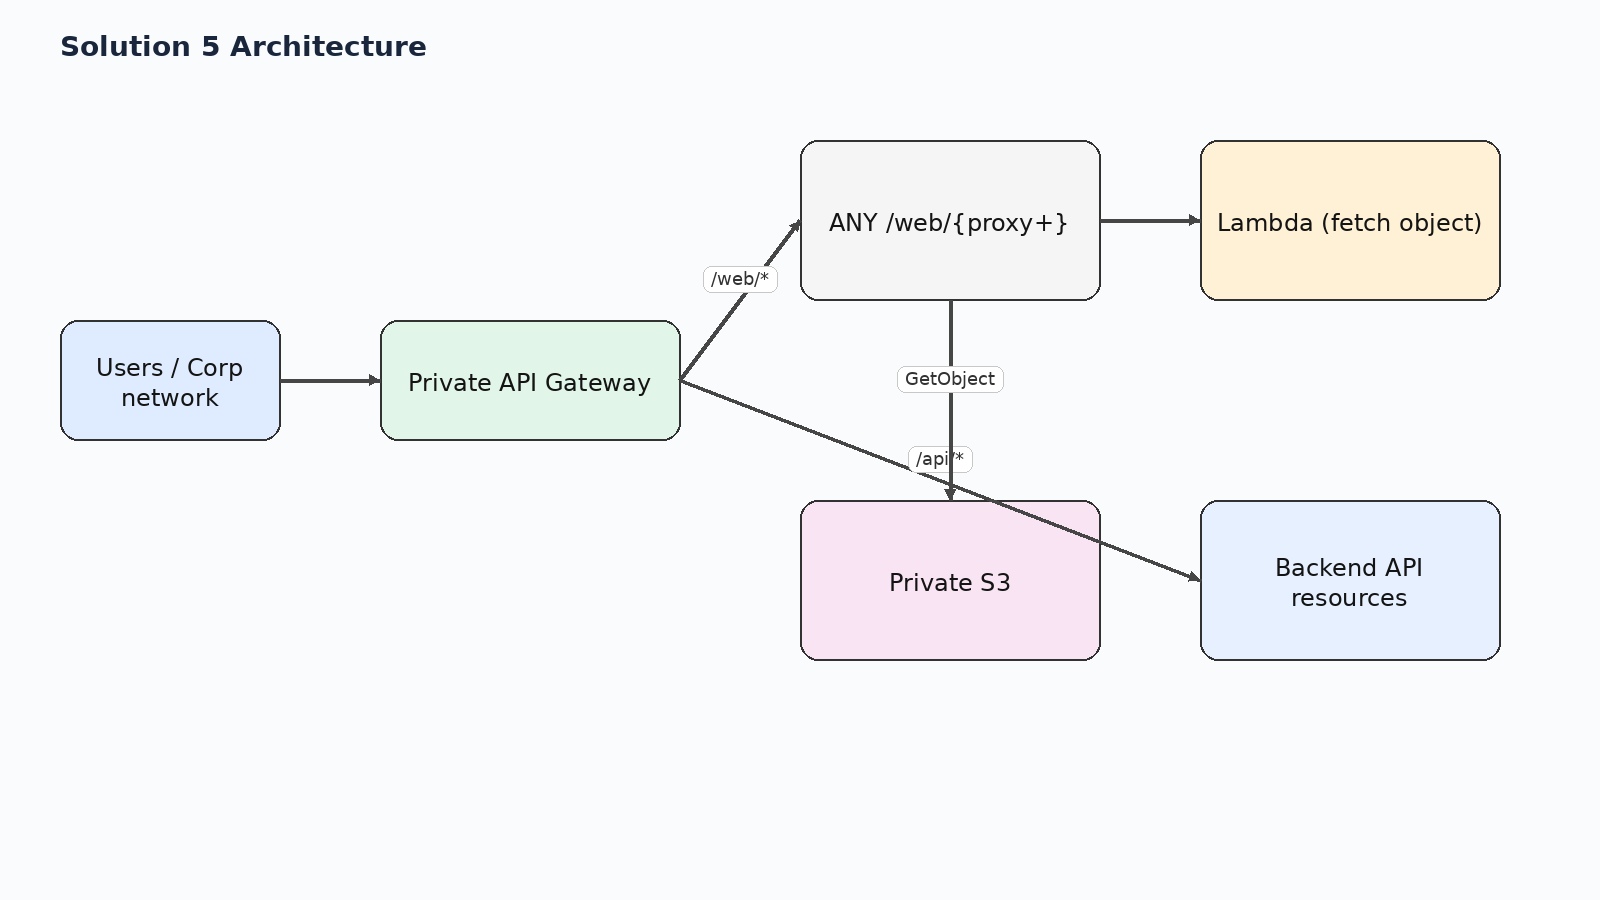 Solution 5 Architecture
ANY /web/{proxy+}
Lambda (fetch object)
/web/*
Users / Corp
network
Private API Gateway
GetObject
/api/*
Private S3
Backend API
resources